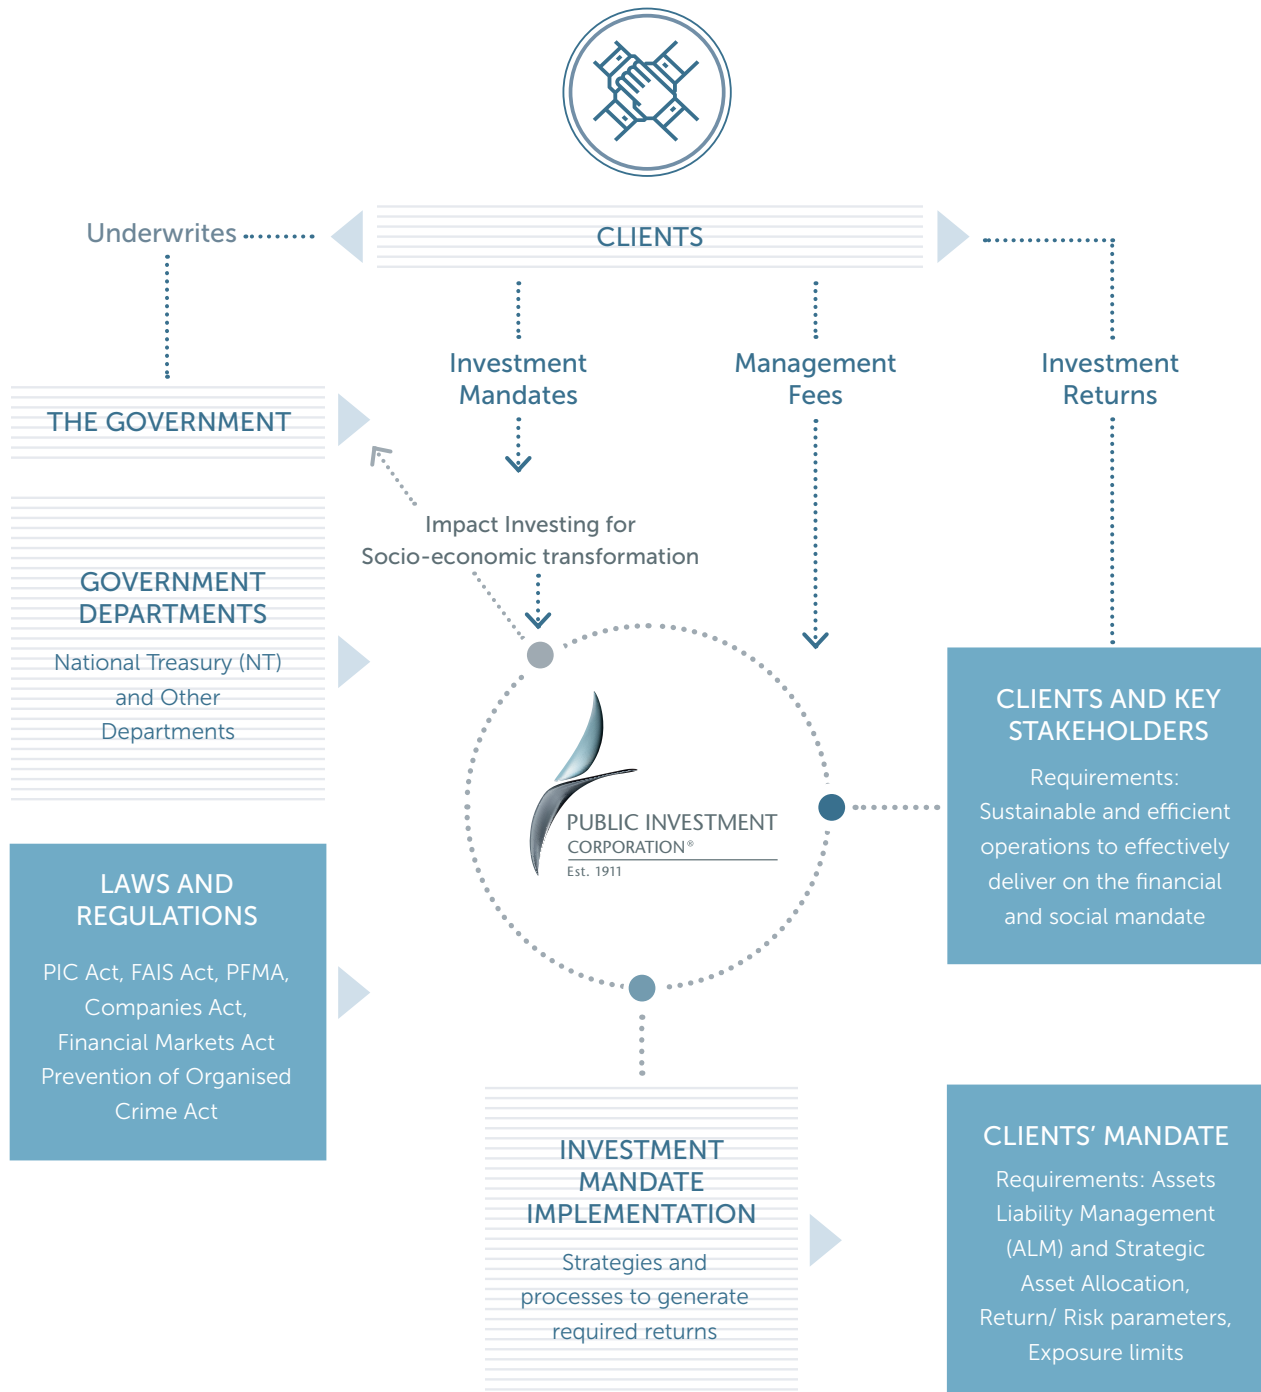 CLIENTS
Underwrites
Investment
Mandates
Management
Fees
Investment
Returns
THE GOVERNMENT
Impact Investing for
Socio-economic transformation
GOVERNMENT
DEPARTMENTS
National Treasury (NT)
and Other
Departments
PUBLIC INVESTMENT
CORPORATION®
Est. 1911
CLIENTS AND KEY
STAKEHOLDERS
Requirements:
Sustainable and efficient
operations to effectively
deliver on the financial
and social mandate
LAWS AND
REGULATIONS
PIC Act, FAIS Act, PFMA,
Companies Act,
Financial Markets Act
Prevention of Organised
Crime Act
INVESTMENT
MANDATE
IMPLEMENTATION
Strategies and
processes to generate
required returns
CLIENTS’ MANDATE
Requirements: Assets
Liability Management
(ALM) and Strategic
Asset Allocation,
Return/ Risk parameters,
Exposure limits